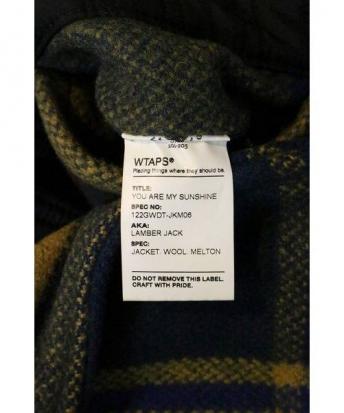 WTAPS®
Placing things where they should be.
TITLE:
YOU ARE MY SUNSHINE
SPEC NO:
122GWDT-JKM06
AKA:
LAMBER JACK
SPEC:
JACKET. WOOL. MELTON
DO NOT REMOVE THIS LABEL.
CRAFT WITH PRIDE.